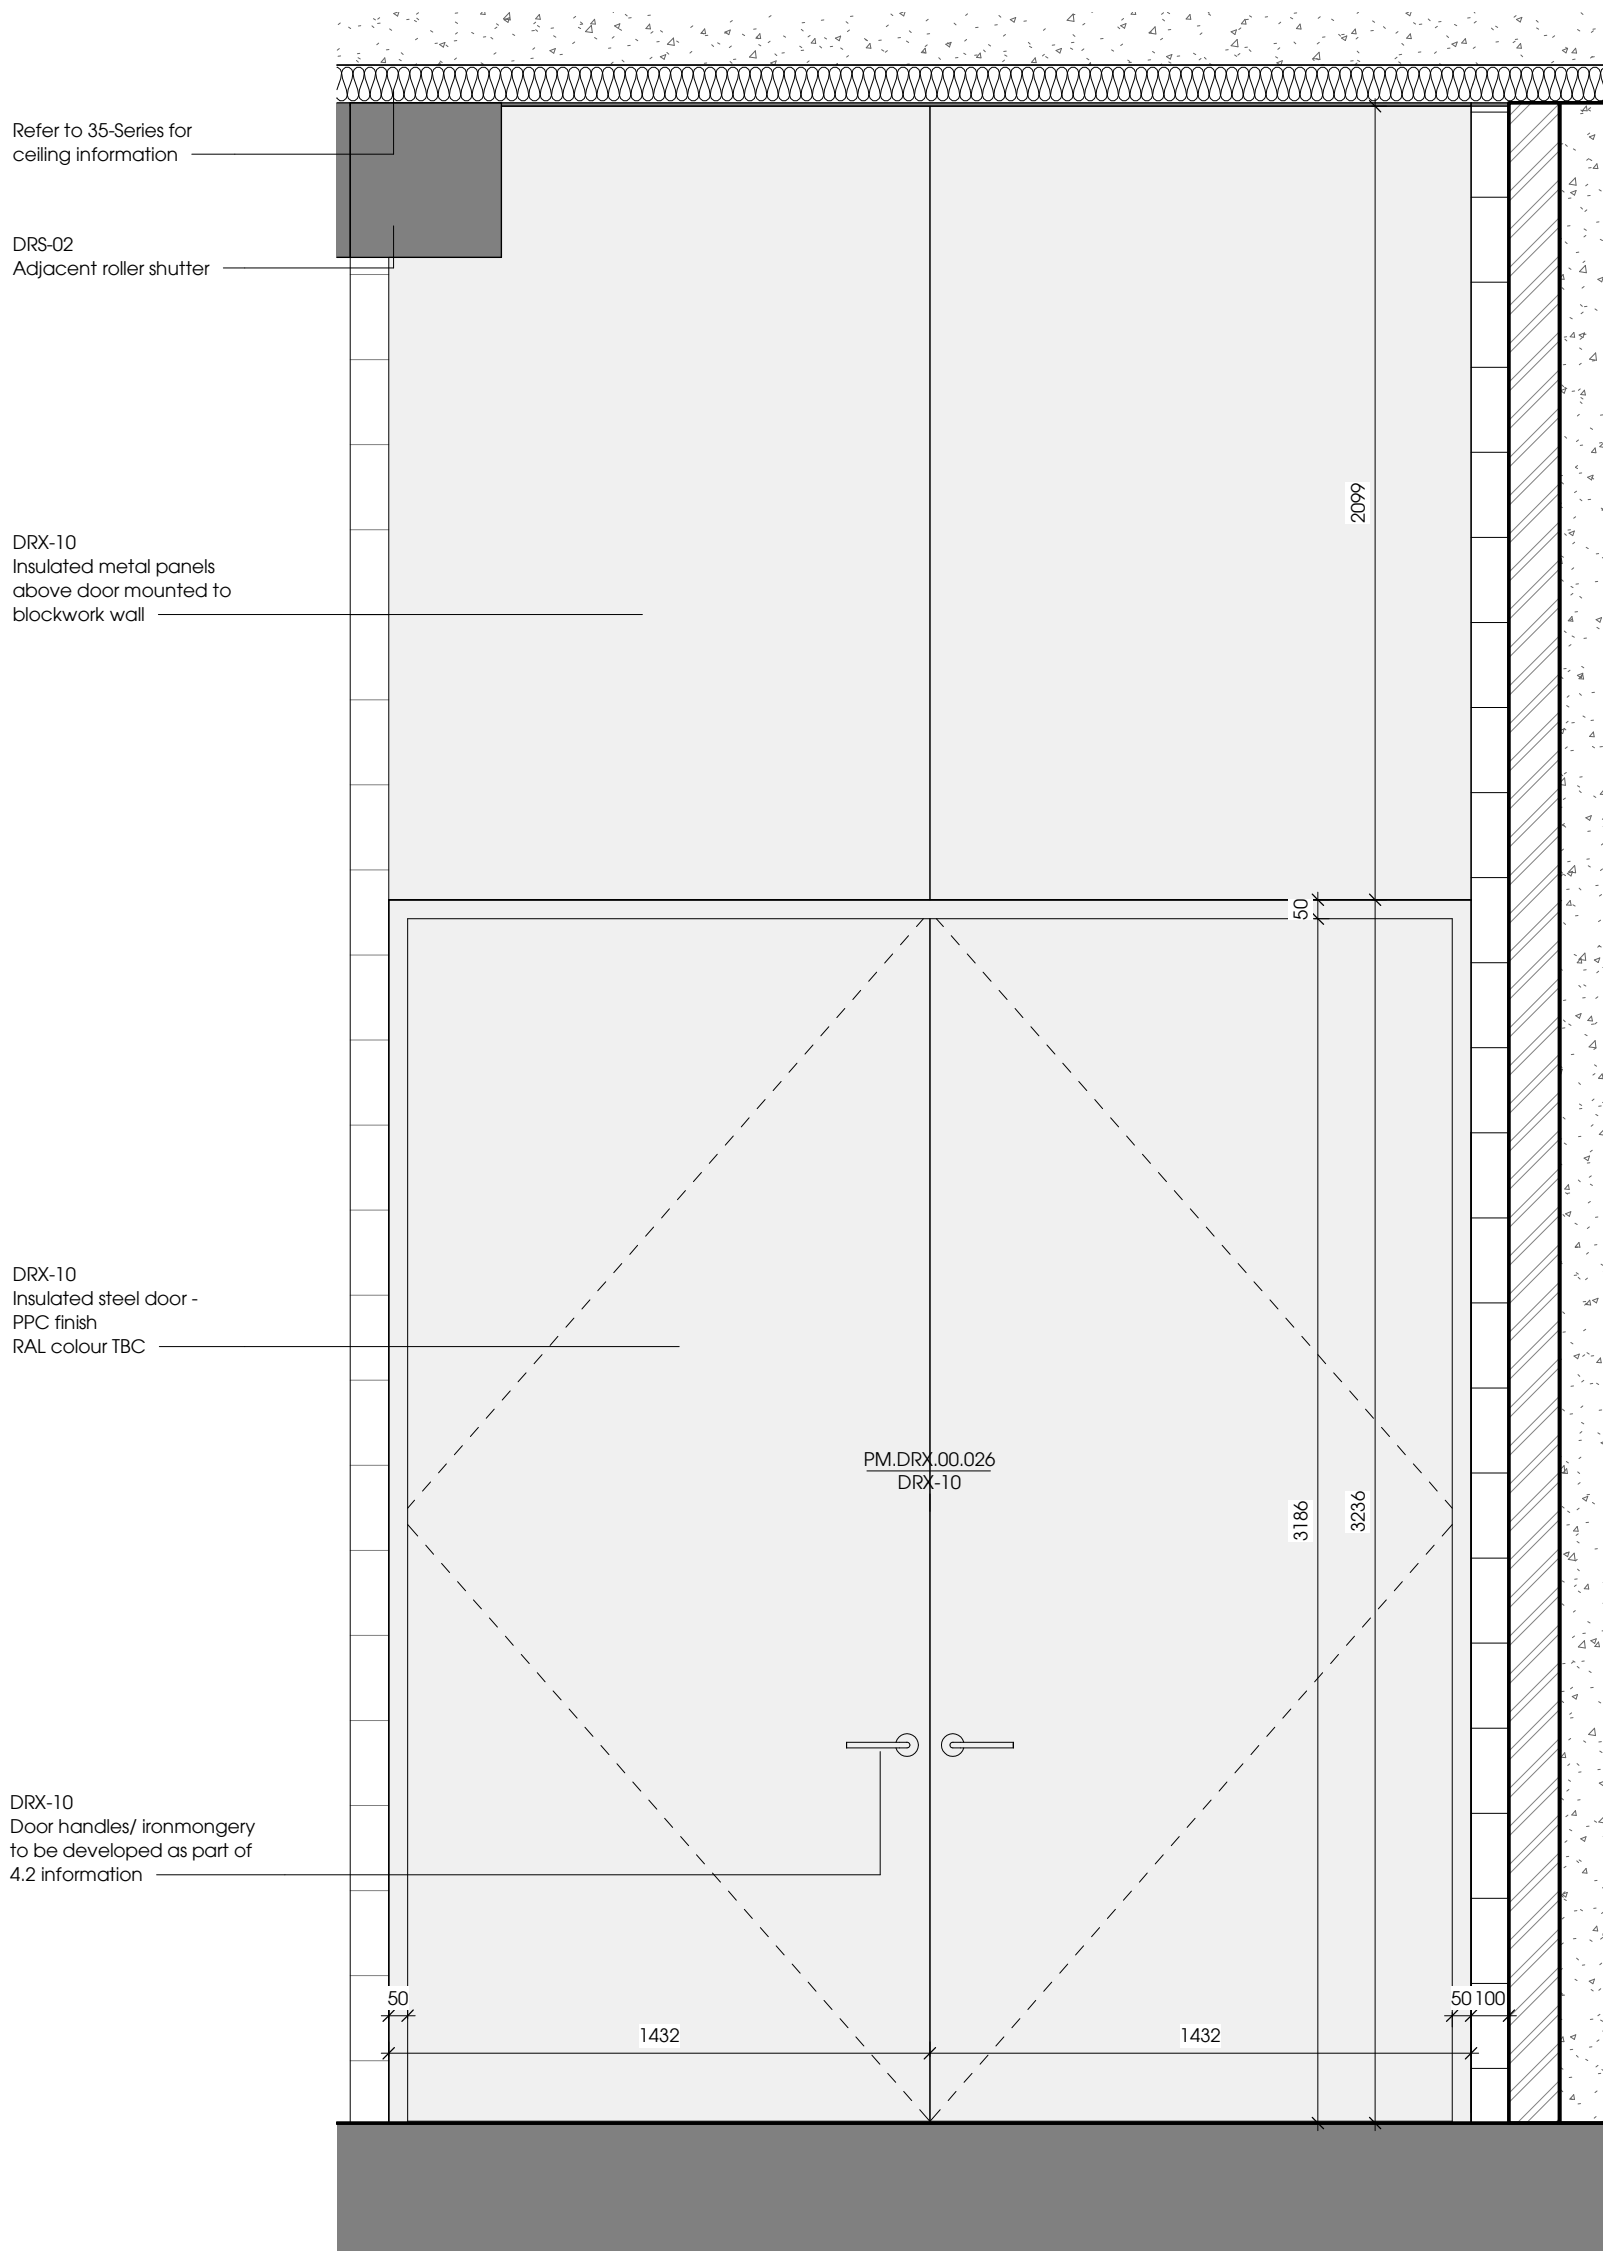 Refer to 35-Series for
ceiling information
DRS-02
Adjacent roller shutter
2099
DRX-10
Insulated metal panels
above door mounted to
blockwork wall
50
DRX-10
Insulated steel door -
PPC finish
RAL colour TBC
PM.DRX.00.026
DRX-10
3186
3236
DRX-10
Door handles/ ironmongery
to be developed as part of
4.2 information
50
50
100
1432
1432